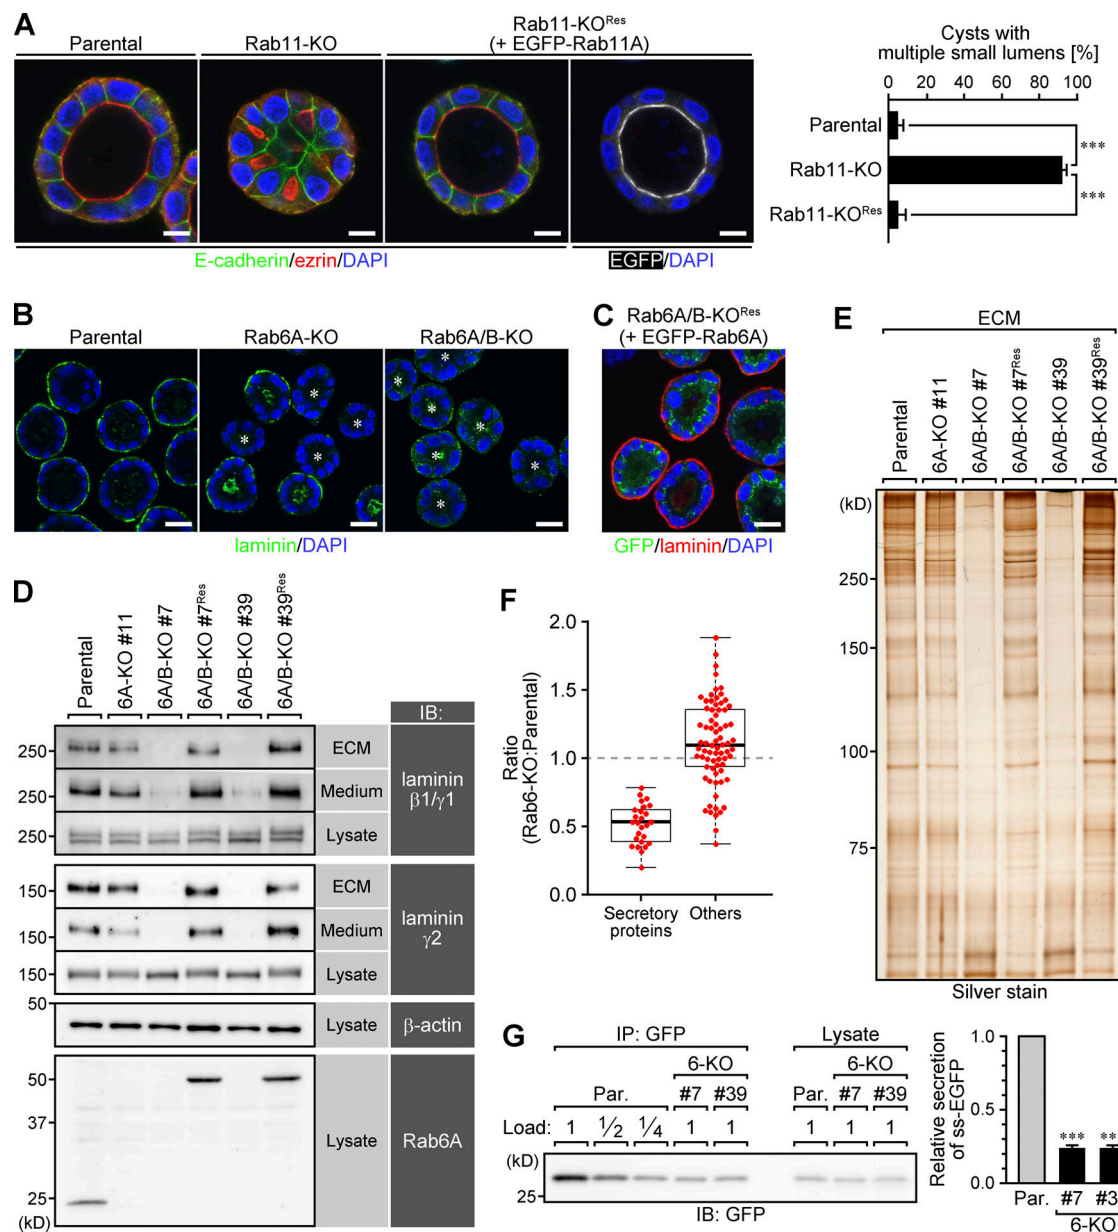 A
Parental
Rab11-KO
Rab11-KO^Res
(+ EGFP-Rab11A)
E-cadherin/ezrin/DAPI
EGFP/DAPI
Cysts with
multiple small lumens [%]
0 20 40 60 80 100
Parental
Rab11-KO
Rab11-KO^Res
***
***
B
Parental
Rab6A-KO
Rab6A/B-KO
* * * * *
* * * * * * *
laminin/DAPI
C
Rab6A/B-KO^Res
(+ EGFP-Rab6A)
GFP/laminin/DAPI
D
Parental
6A-KO #11
6A/B-KO #7
6A/B-KO #7^Res
6A/B-KO #39
6A/B-KO #39^Res
IB:
250
ECM
250
Medium
250
Lysate
laminin
β1/γ1
150
ECM
150
Medium
150
Lysate
laminin
γ2
50
Lysate
β-actin
50
37
25
(kD)
Lysate
Rab6A
E
ECM
Parental
6A-KO #11
6A/B-KO #7
6A/B-KO #7^Res
6A/B-KO #39
6A/B-KO #39^Res
(kD)
250
150
100
75
Silver stain
F
Ratio
(Rab6-KO:Parental)
2.0
1.5
1.0
0.5
0.0
Secretory
proteins
Others
G
IP: GFP
Lysate
6-KO
6-KO
Par.
#7
#39
Par.
#7
#39
Load:
1 1/2 1/4 1 1 1 1 1
(kD)
25
IB: GFP
Relative secretion
of ss-EGFP
1.0
0.5
0
***
**
Par.
#7
#3
6-KO